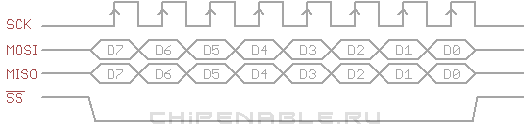 SCK
MOSI D7 D6 D5 D4 D3 D2 D1 D0
MISO D7 D6 D5 D4 D3 D2 D1 D0
SS
CHIPENABLE.RU